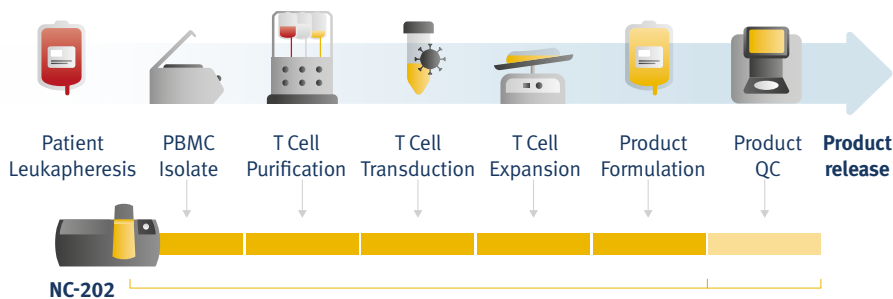 Patient
Leukapheresis
PBMC
Isolate
T Cell
Purification
T Cell
Transduction
T Cell
Expansion
Product
Formulation
Product
QC
Product
release
NC-202